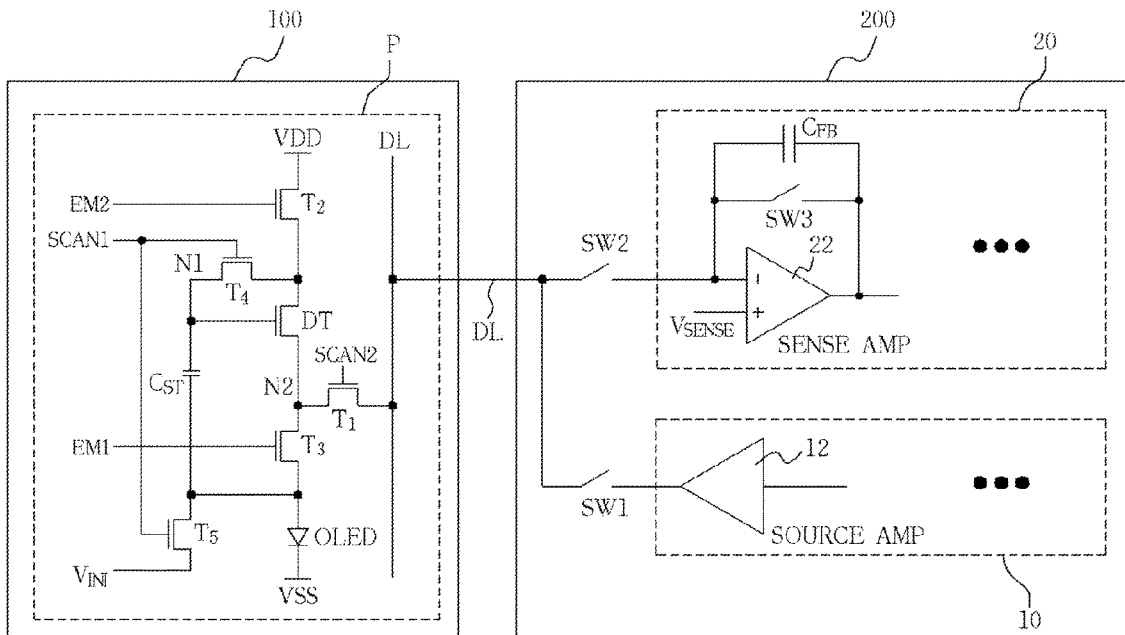 100
P
200
20
VDD
DL
CFB
EM2
T2
SW3
SCAN1
SW2
N1
22
T4
DT
DL
VSENSE
SENSE AMP
SCAN2
CST
N2
T1
EM1
T3
12
SW1
T5
OLED
SOURCE AMP
VINI
VSS
10